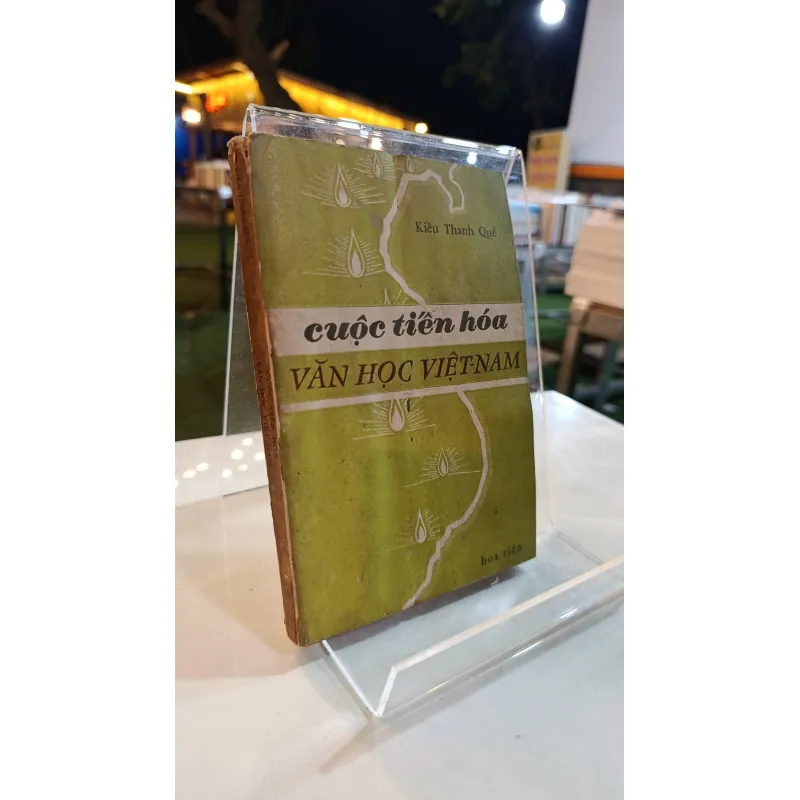 Kiều Thanh Quế
cuộc tiến hóa
VĂN HỌC VIỆT-NAM
hoa tiên